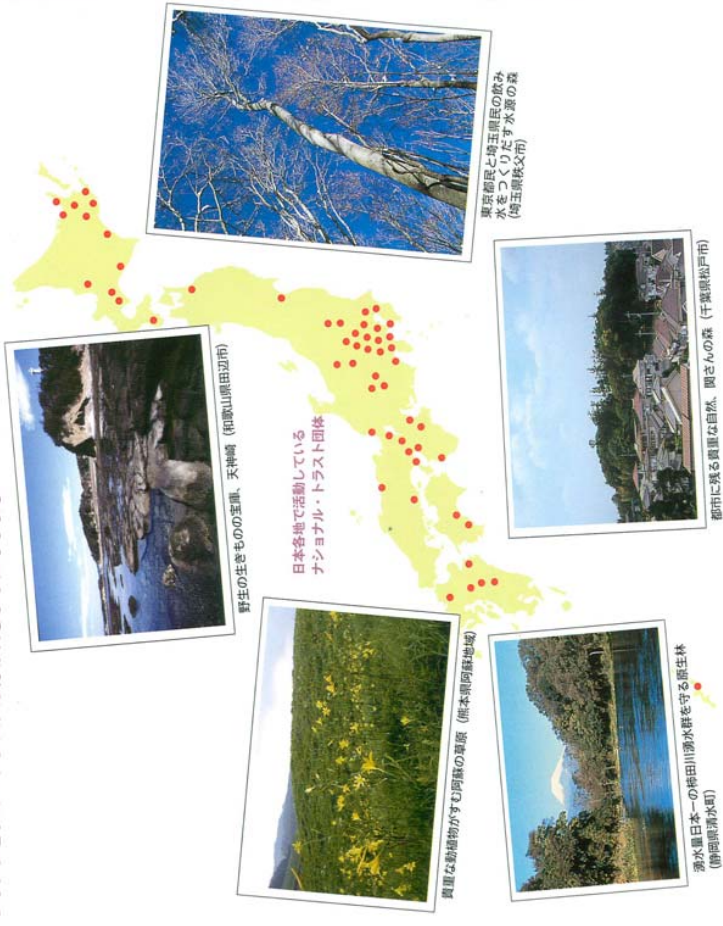 野生の生きものの宝庫、天神崎 (和歌山県田辺市)
東京都民と埼玉県民の飲み
水をつくりだす水源の森
(埼玉県秩父市)
日本各地で活動している
ナショナル・トラスト団体
貴重な動植物がすむ阿蘇の草原 (熊本県阿蘇地域)
都市に残る貴重な自然、関さんの森 (千葉県松戸市)
湧水量日本一の柿田川湧水群を守る原生林
(静岡県清水町)